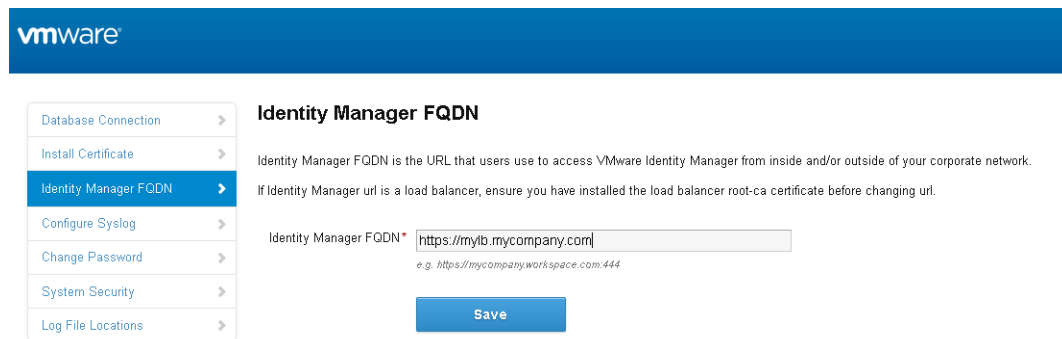 vmware®
Database Connection
Install Certificate
Identity Manager FQDN
Configure Syslog
Change Password
System Security
Log File Locations
Identity Manager FQDN
Identity Manager FQDN is the URL that users use to access VMware Identity Manager from inside and/or outside of your corporate network.
If Identity Manager url is a load balancer, ensure you have installed the load balancer root-ca certificate before changing url.
Identity Manager FQDN* https://mylb.mycompany.com
e.g. https://mycompany.workspace.com:444
Save